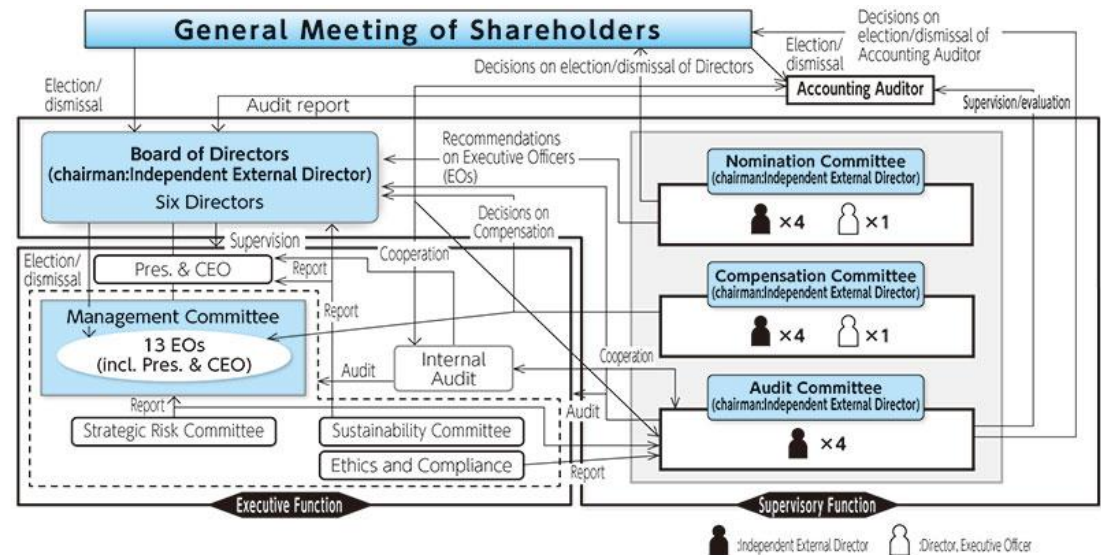 General Meeting of Shareholders
Decisions on
election/dismissal of
Accounting Auditor
Election/
dismissal
Decisions on election/dismissal of Directors
Election/
dismissal
Accounting Auditor
Audit report
Supervision/evaluation
Board of Directors
(chairman:Independent External Director)
Six Directors
Recommendations
on Executive Officers
(EOs)
Nomination Committee
(chairman:Independent External Director)
×4
×1
Decisions on
Compensation
Supervision
Cooperation
Election/
dismissal
Pres. & CEO
Report
Compensation Committee
(chairman:Independent External Director)
×4
×1
Report
Management Committee
13 EOs
(incl. Pres. & CEO)
Internal
Audit
Cooperation
Audit
Audit Committee
(chairman:Independent External Director)
×4
Report
Audit
Strategic Risk Committee
Sustainability Committee
Ethics and Compliance
Report
Executive Function
Supervisory Function
:Independent External Director
:Director, Executive Officer